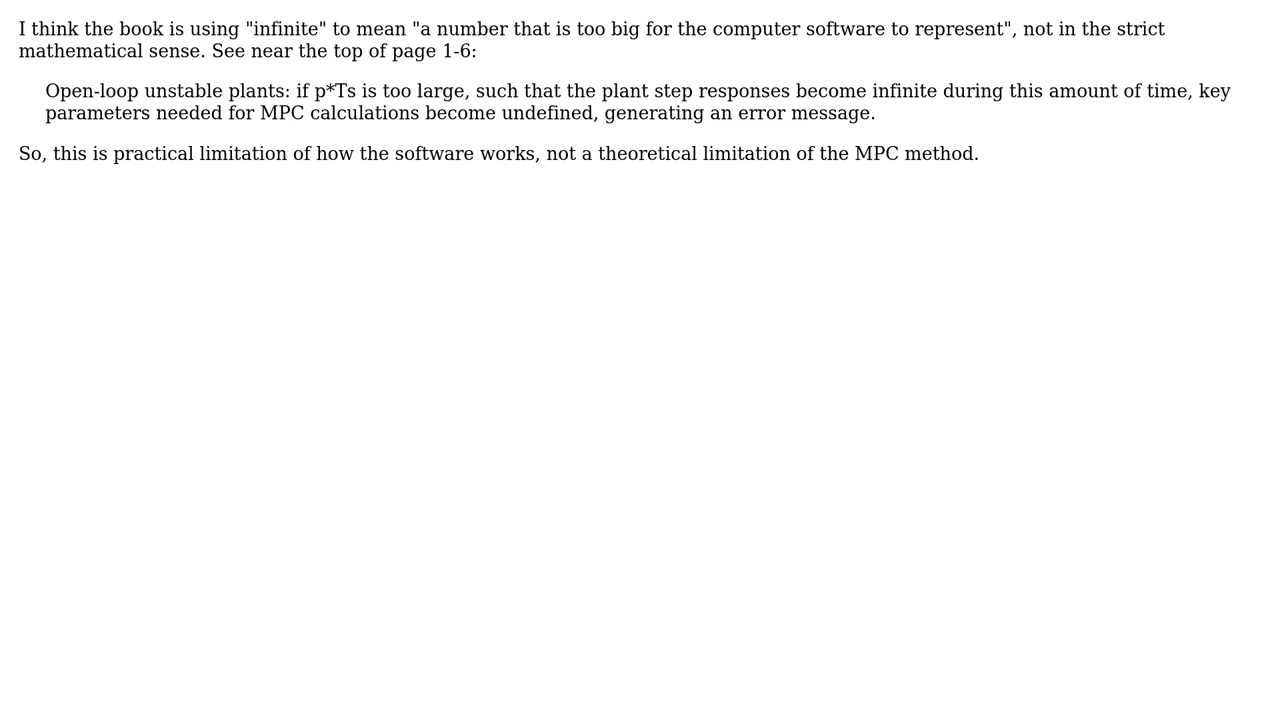 I think the book is using "infinite" to mean "a number that is too big for the computer software to represent", not in the strict
mathematical sense. See near the top of page 1-6:
Open-loop unstable plants: if p*Ts is too large, such that the plant step responses become infinite during this amount of time, key
parameters needed for MPC calculations become undefined, generating an error message.
So, this is practical limitation of how the software works, not a theoretical limitation of the MPC method.